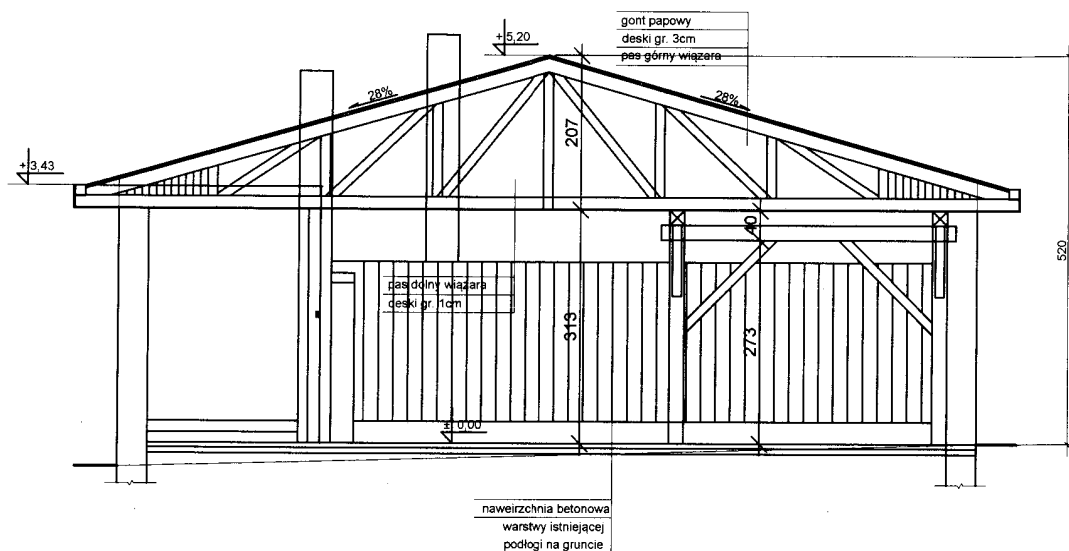 gont papowy
deski gr. 3cm
pas górny wiązara
+5,20
28%
28%
207
+3,43
40
520
pas dolny wiązara
deski gr. 1cm
313
273
± 0,00
naweirzchnia betonowa
warstwy istniejącej
podłogi na gruncie